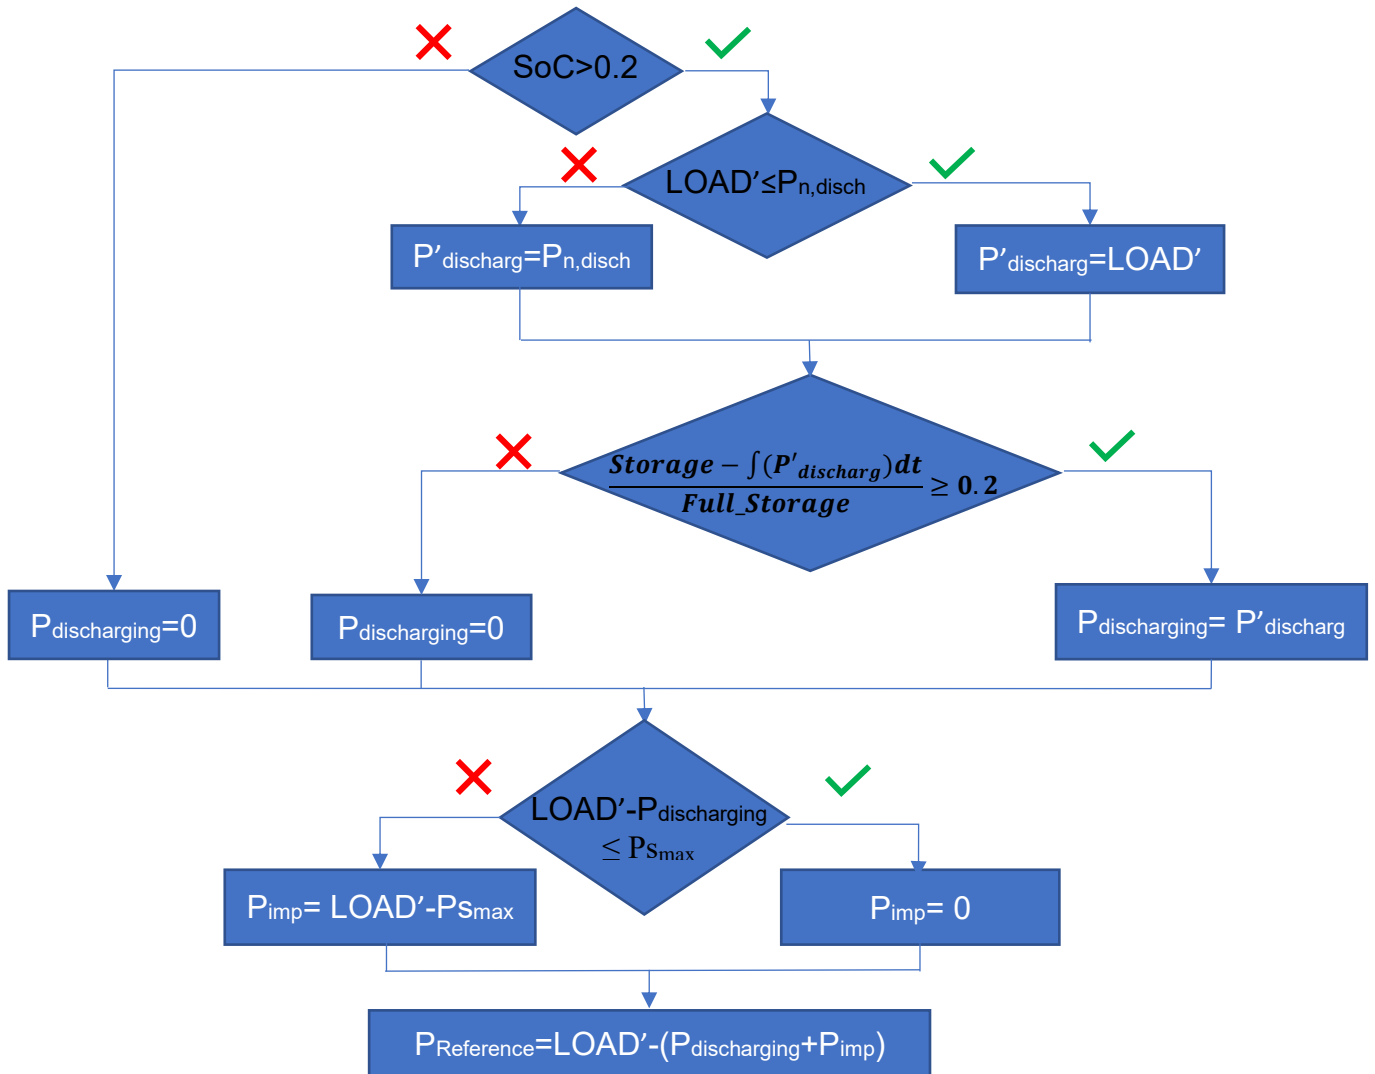 SoC>0.2
LOAD’≤Pn,disch
P’discharg=Pn,disch
P’discharg=LOAD’
Storage − ∫(P′discharg)dt
Full_Storage
≥ 0.2
Pdischarging=0
Pdischarging=0
Pdischarging= P’discharg
LOAD’-Pdischarging
≤ Psmax
Pimp= LOAD’-Psmax
Pimp= 0
PReference=LOAD’-(Pdischarging+Pimp)